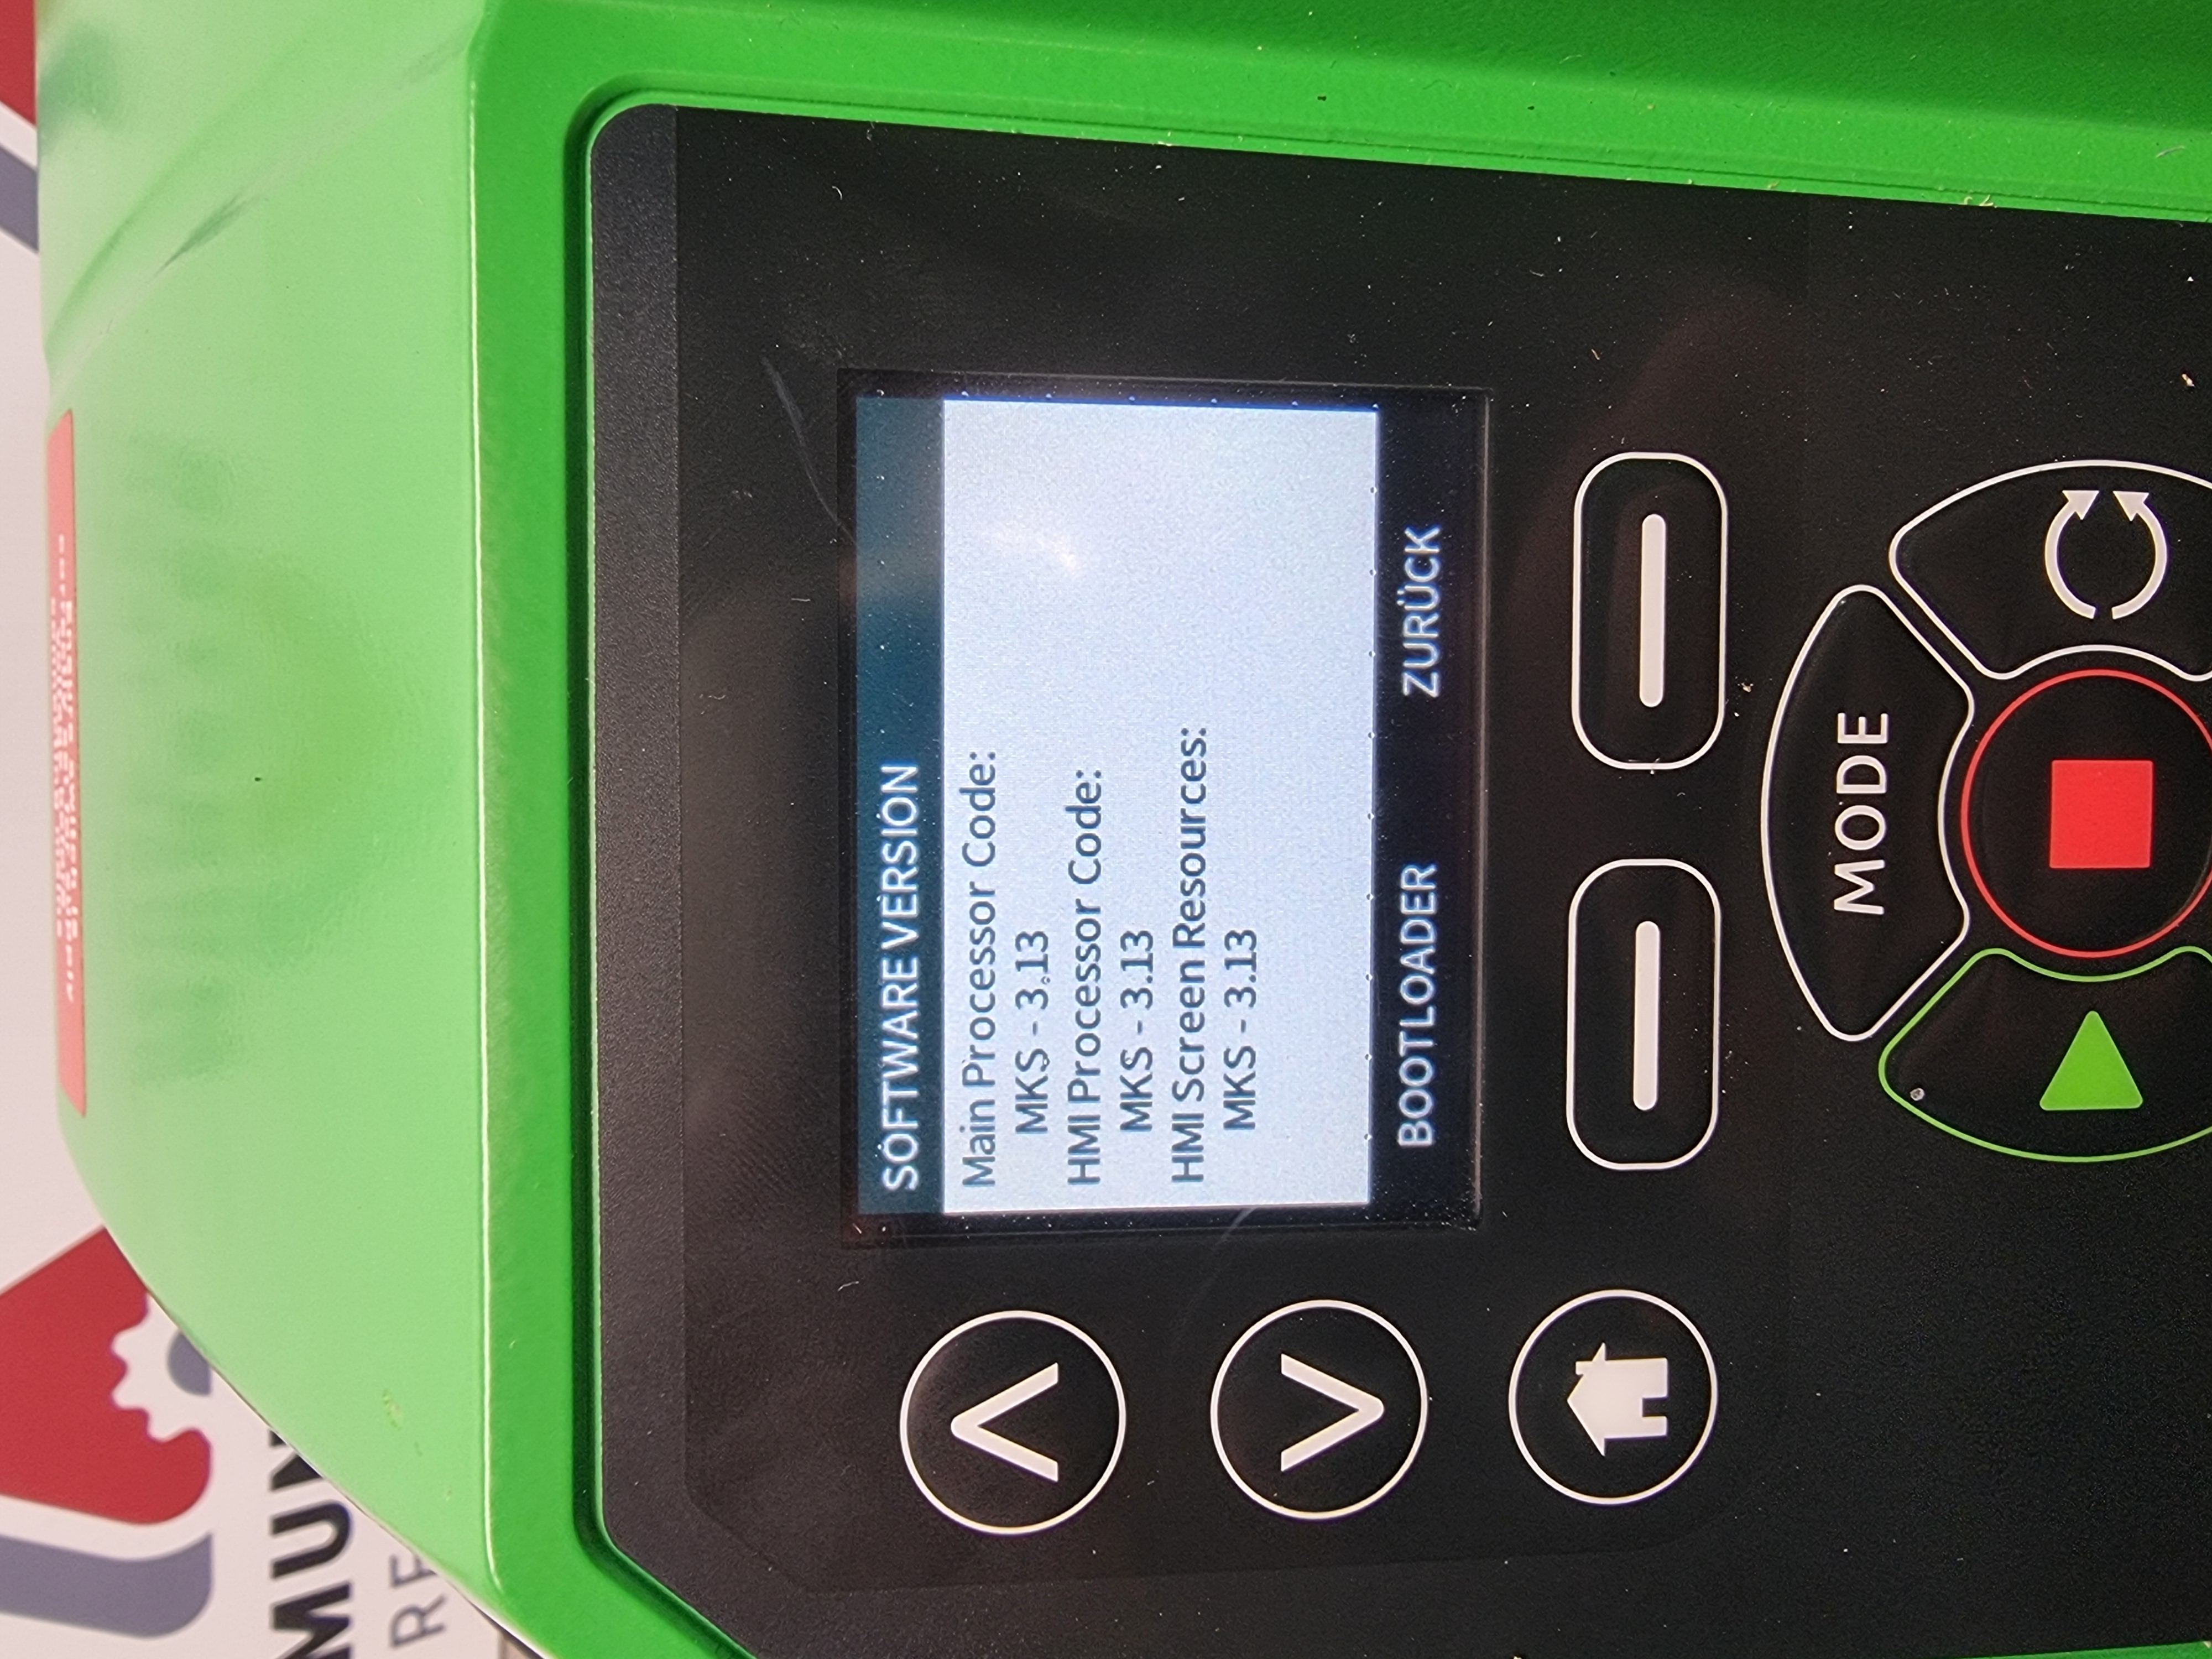 SOFTWARE VERSION
Main Processor Code:
MKS - 3.13
HMI Processor Code:
MKS - 3.13
HMI Screen Resources:
MKS - 3.13
BOOTLOADER ZURÜCK
MODE